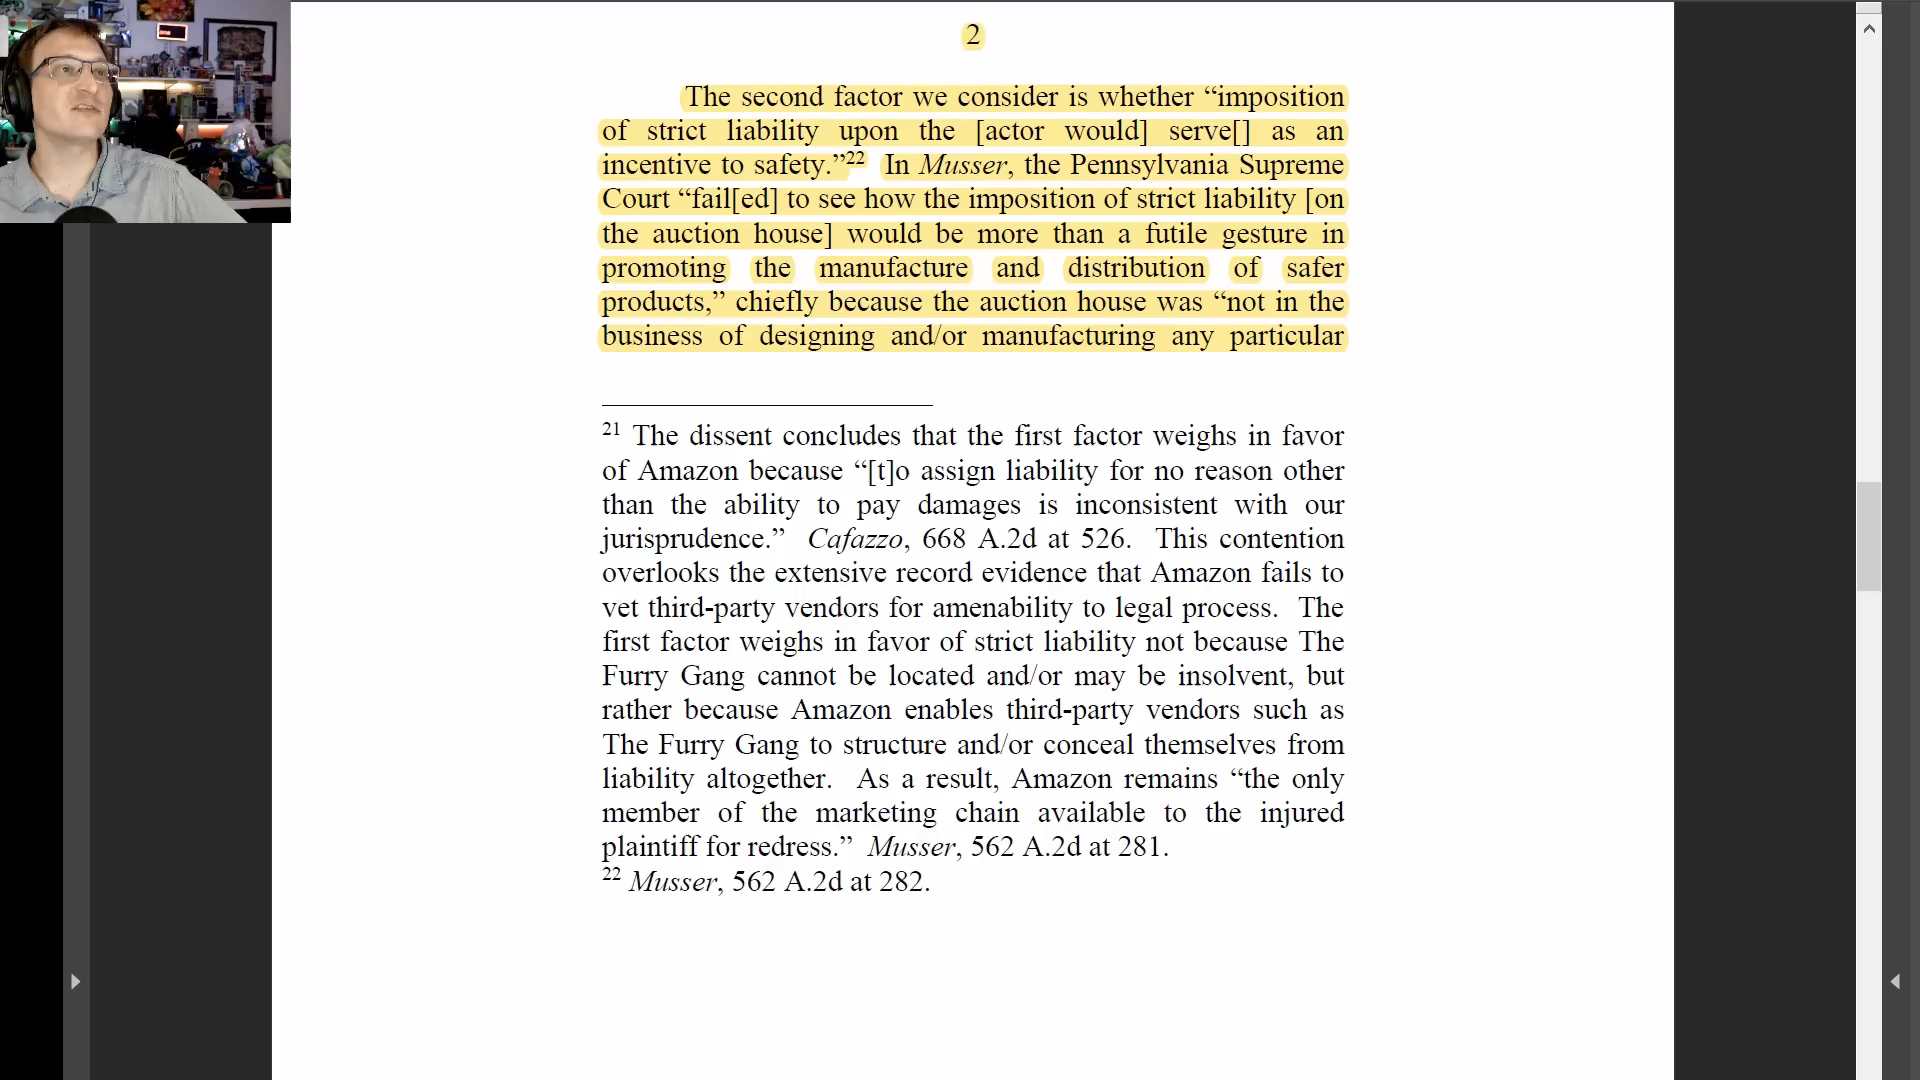 2
The second factor we consider is whether “imposition
of strict liability upon the [actor would] serve[] as an
incentive to safety.”22 In Musser, the Pennsylvania Supreme
Court “fail[ed] to see how the imposition of strict liability [on
the auction house] would be more than a futile gesture in
promoting the manufacture and distribution of safer
products,” chiefly because the auction house was “not in the
business of designing and/or manufacturing any particular
21 The dissent concludes that the first factor weighs in favor
of Amazon because “[t]o assign liability for no reason other
than the ability to pay damages is inconsistent with our
jurisprudence.” Cafazzo, 668 A.2d at 526. This contention
overlooks the extensive record evidence that Amazon fails to
vet third-party vendors for amenability to legal process. The
first factor weighs in favor of strict liability not because The
Furry Gang cannot be located and/or may be insolvent, but
rather because Amazon enables third-party vendors such as
The Furry Gang to structure and/or conceal themselves from
liability altogether. As a result, Amazon remains “the only
member of the marketing chain available to the injured
plaintiff for redress.” Musser, 562 A.2d at 281.
22 Musser, 562 A.2d at 282.